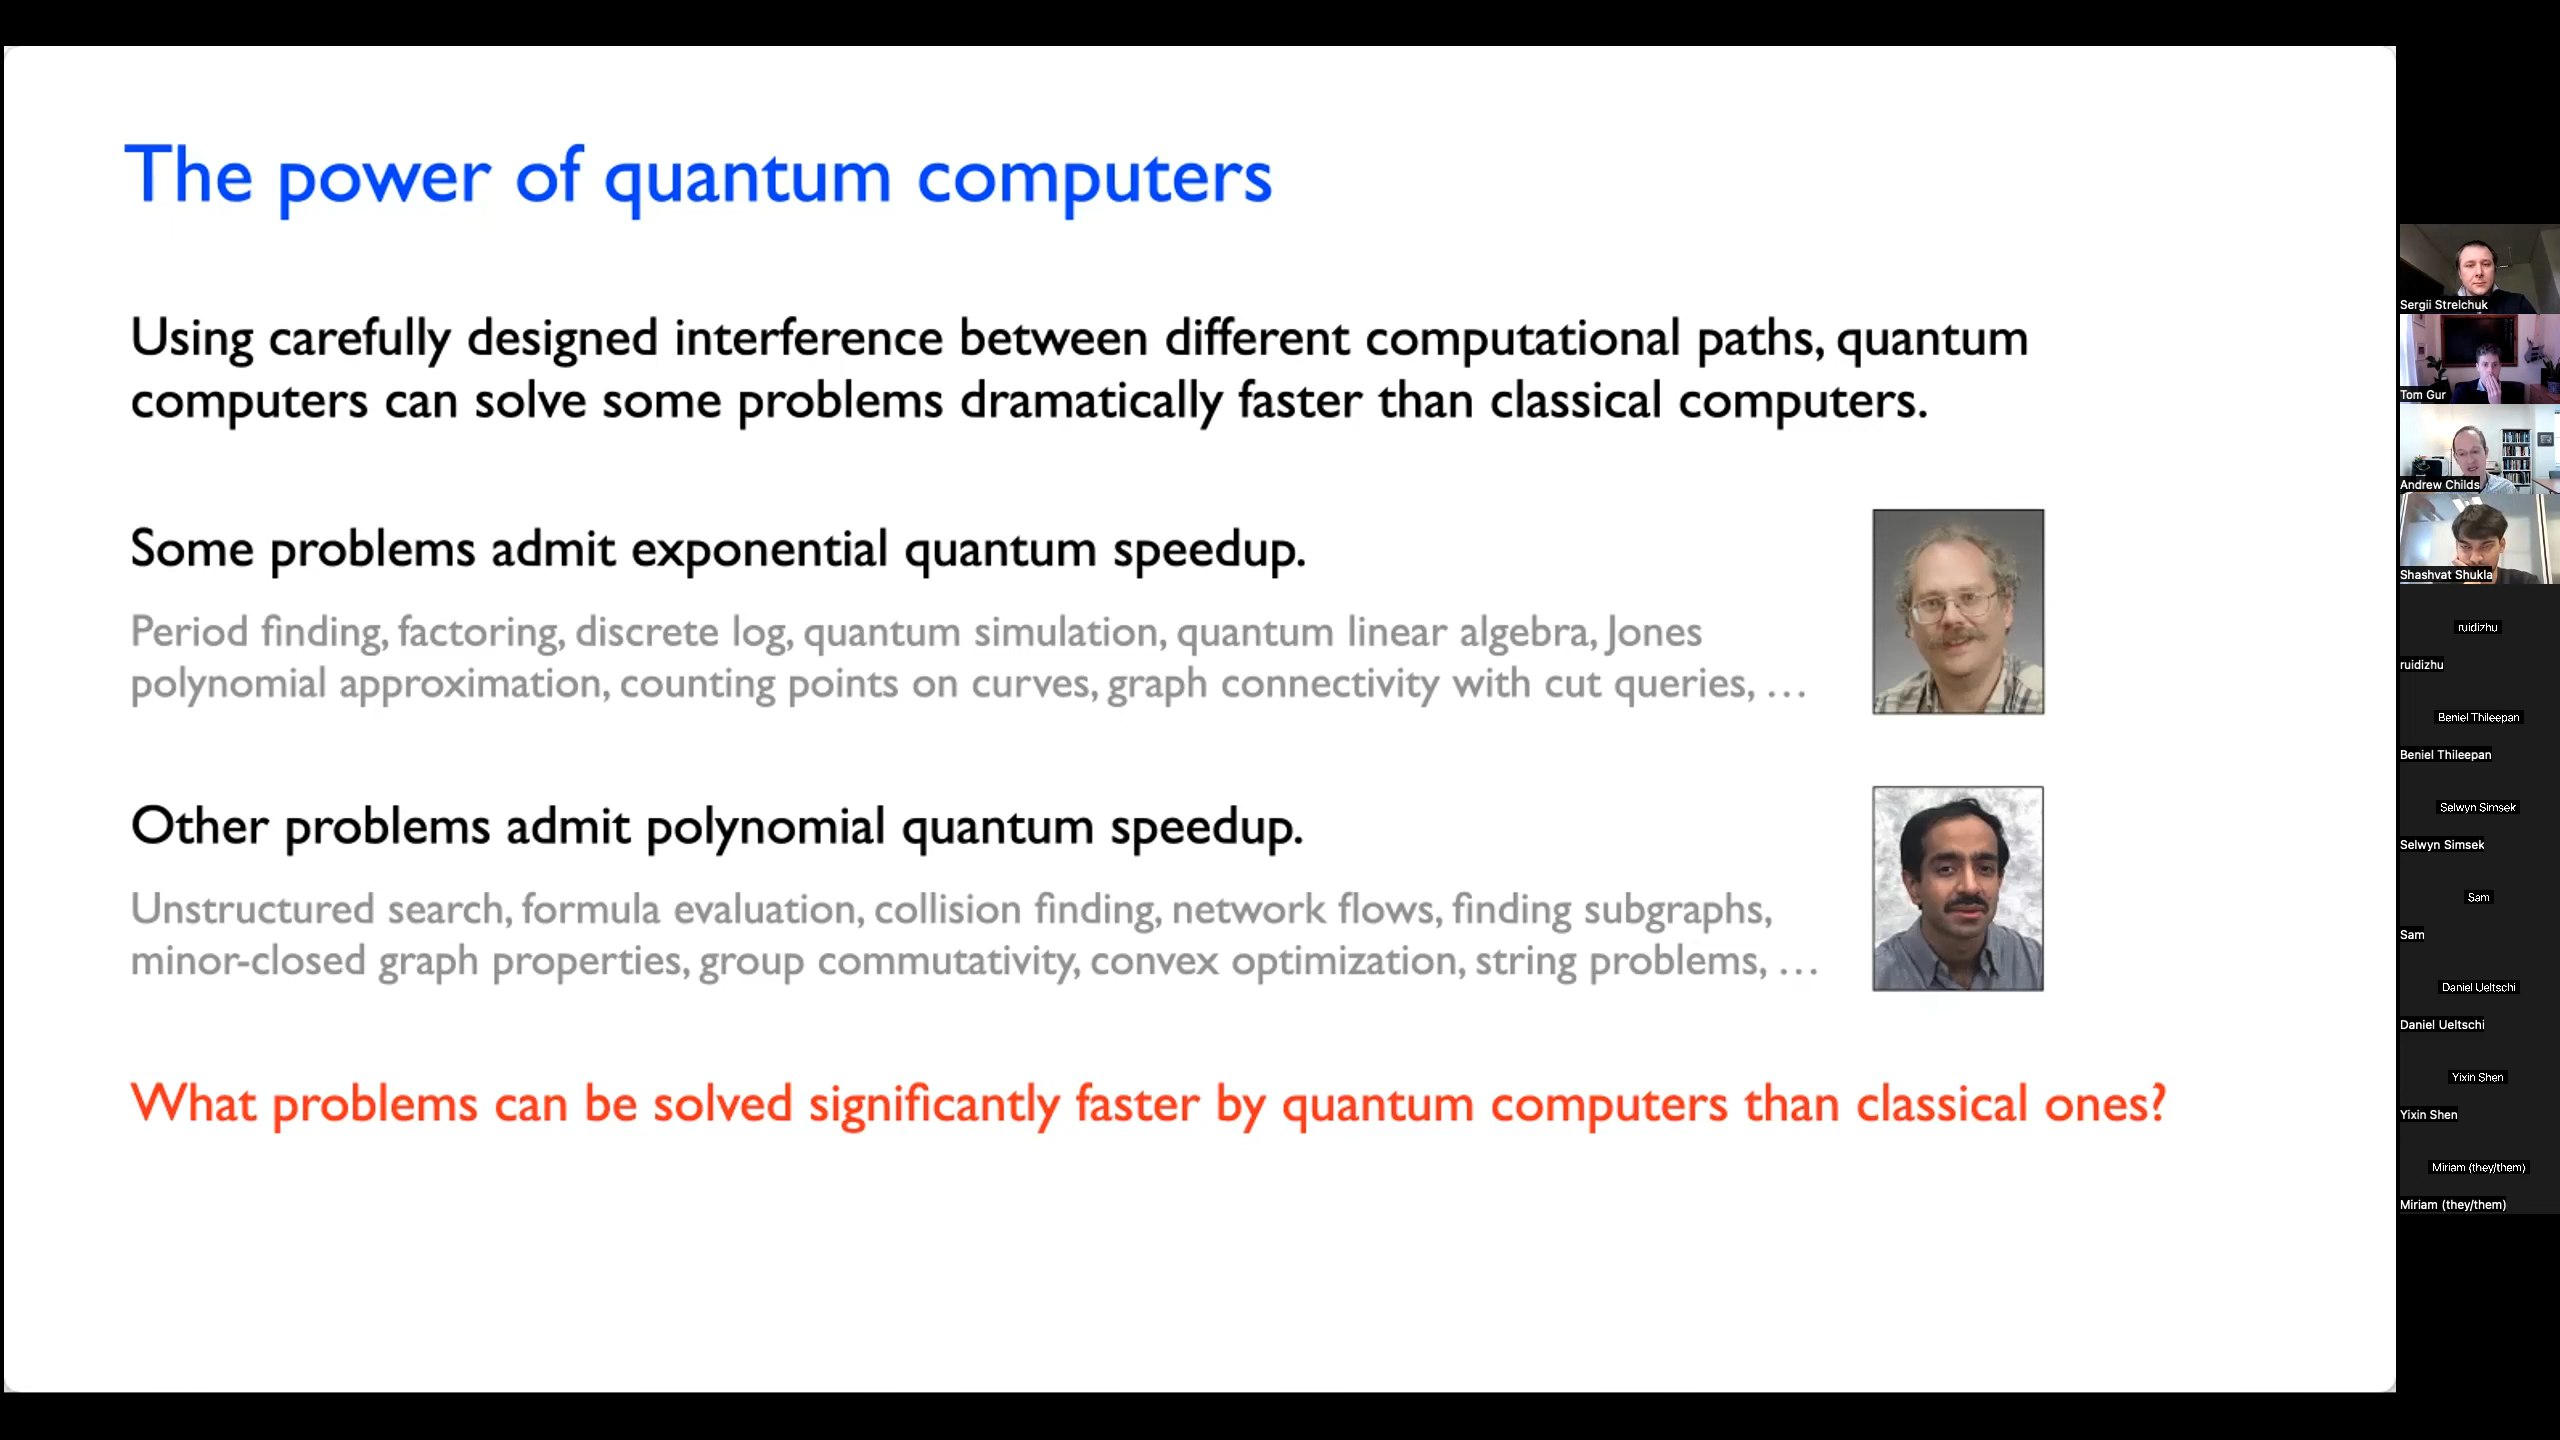 The power of quantum computers
Using carefully designed interference between different computational paths, quantum
computers can solve some problems dramatically faster than classical computers.
Some problems admit exponential quantum speedup.
Period finding, factoring, discrete log, quantum simulation, quantum linear algebra, Jones
polynomial approximation, counting points on curves, graph connectivity with cut queries, …
Other problems admit polynomial quantum speedup.
Unstructured search, formula evaluation, collision finding, network flows, finding subgraphs,
minor-closed graph properties, group commutativity, convex optimization, string problems, …
What problems can be solved significantly faster by quantum computers than classical ones?
Sergii Strelchuk
Tom Gur
Andrew Childs
Shashvat Shukla
ruidizhu
ruidizhu
Beniel Thileepan
Beniel Thileepan
Selwyn Simsek
Selwyn Simsek
Sam
Sam
Daniel Ueltschi
Daniel Ueltschi
Yixin Shen
Yixin Shen
Miriam (they/them)
Miriam (they/them)